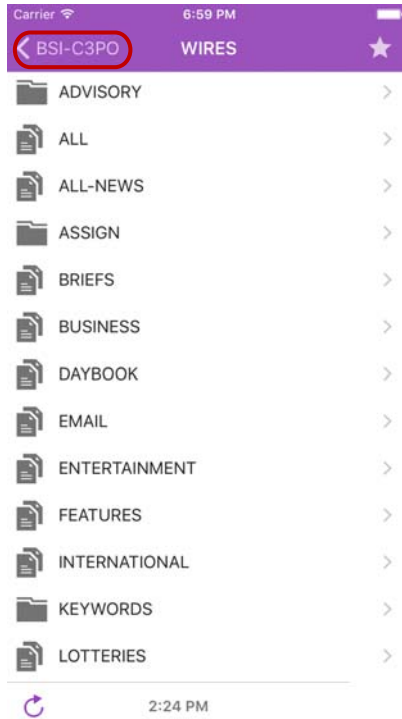 Carrier 6:59 PM
BSI-C3PO WIRES
ADVISORY
ALL
ALL-NEWS
ASSIGN
BRIEFS
BUSINESS
DAYBOOK
EMAIL
ENTERTAINMENT
FEATURES
INTERNATIONAL
KEYWORDS
LOTTERIES
2:24 PM